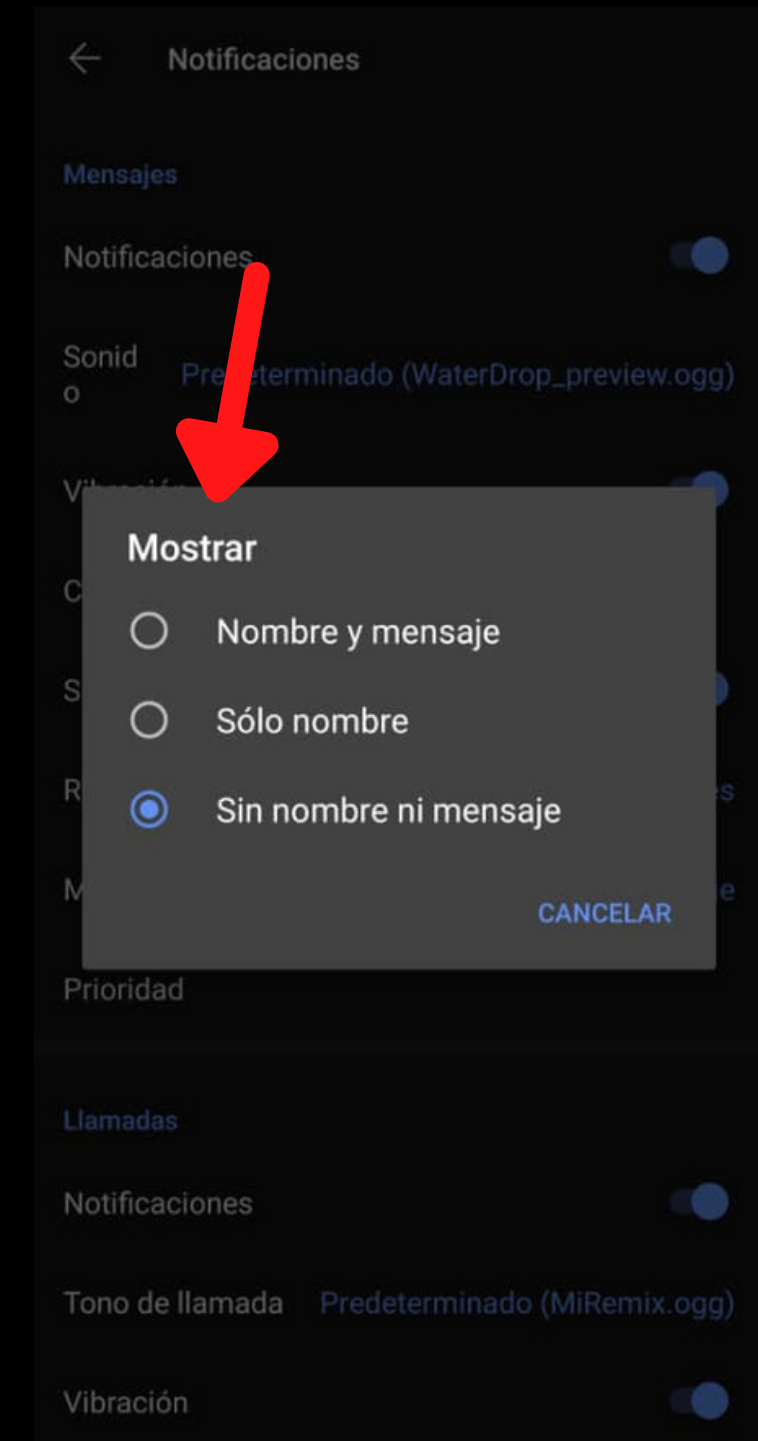 Notificaciones
Mensajes
Notificaciones
Sonid
o
Predeterminado (WaterDrop_preview.ogg)
Mostrar
Nombre y mensaje
Sólo nombre
Sin nombre ni mensaje
CANCELAR
Prioridad
Llamadas
Notificaciones
Tono de llamada Predeterminado (MiRemix.ogg)
Vibración